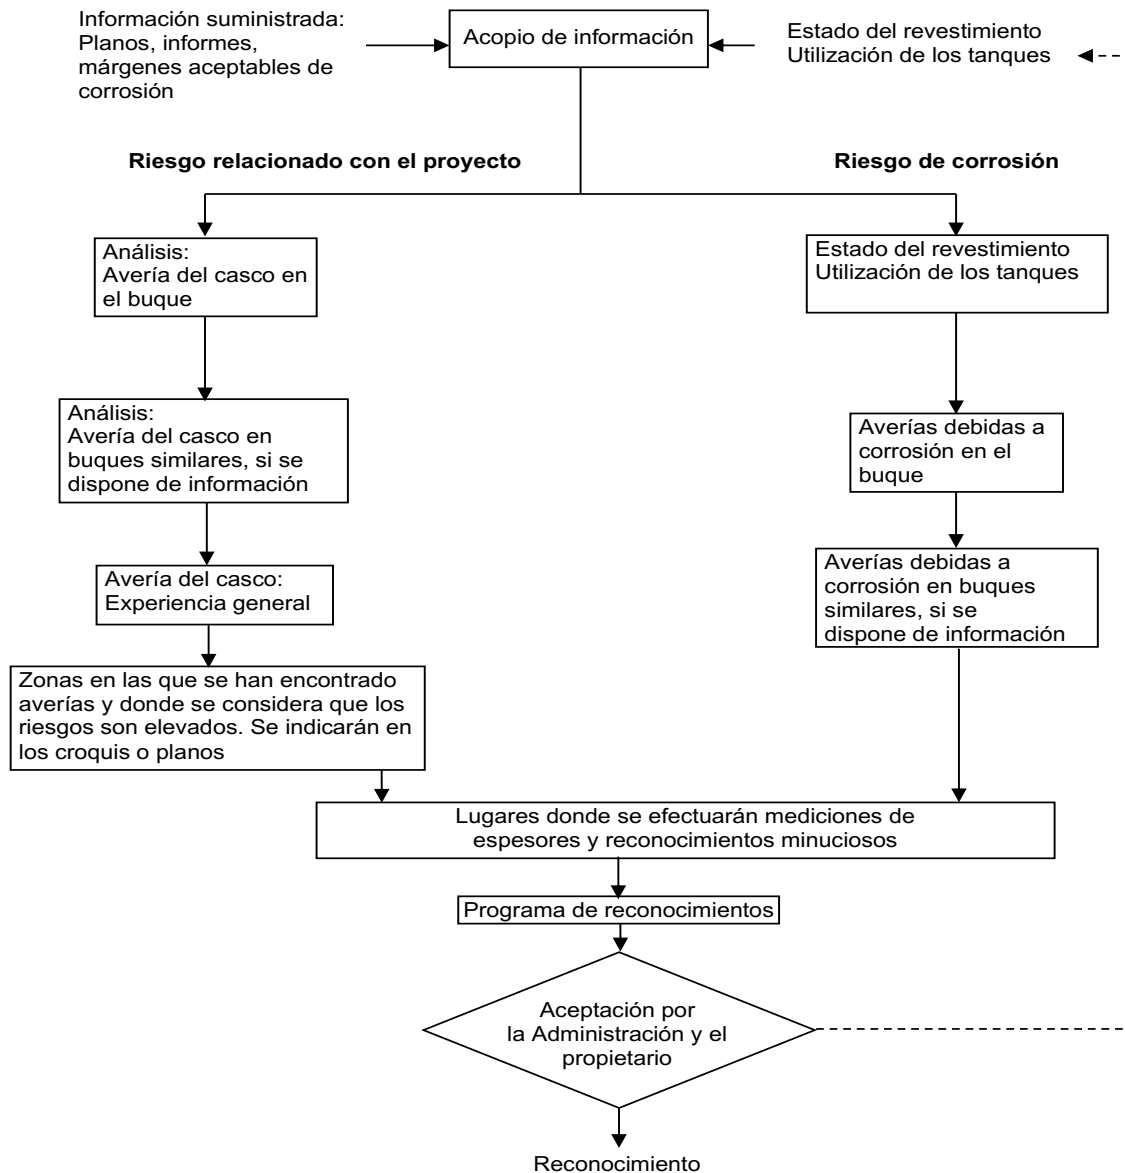 Información suministrada:
Planos, informes,
márgenes aceptables de
corrosión
Acopio de información
Estado del revestimiento
Utilización de los tanques
Riesgo relacionado con el proyecto
Riesgo de corrosión
Análisis:
Avería del casco en
el buque
Estado del revestimiento
Utilización de los tanques
Análisis:
Avería del casco en
buques similares, si se
dispone de información
Averías debidas a
corrosión en el
buque
Avería del casco:
Experiencia general
Averías debidas a
corrosión en buques
similares, si se
dispone de información
Zonas en las que se han encontrado
averías y donde se considera que los
riesgos son elevados. Se indicarán en
los croquis o planos
Lugares donde se efectuarán mediciones de
espesores y reconocimientos minuciosos
Programa de reconocimientos
Aceptación por
la Administración y el
propietario
Reconocimiento